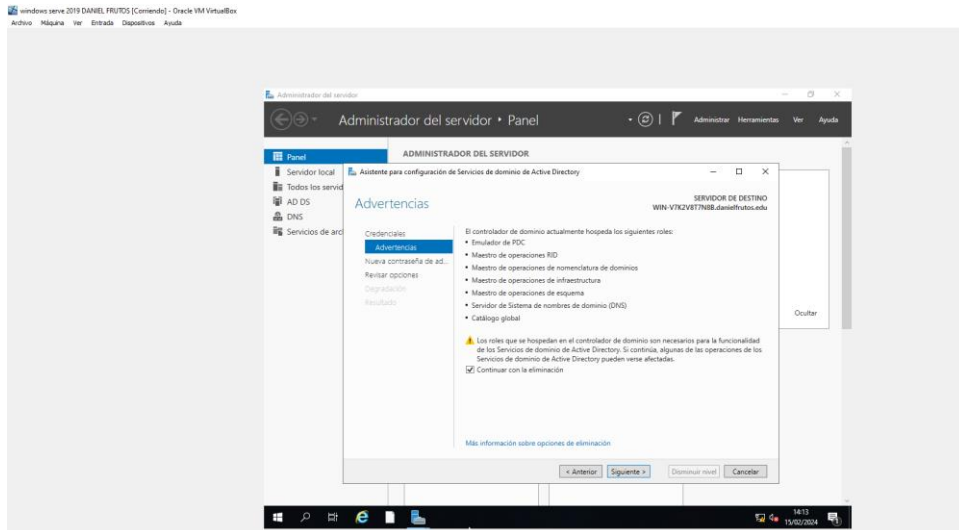 windows serve 2019 DANIEL FRUTOS [Corriendo] - Oracle VM VirtualBox
Archivo Máquina Ver Entrada Dispositivos Ayuda
Administrador del servidor
Administrador del servidor • Panel
Administrar Herramientas Ver Ayuda
Panel
Servidor local
Todos los servid
AD DS
DNS
Servicios de arc
ADMINISTRADOR DEL SERVIDOR
Asistente para configuración de Servicios de dominio de Active Directory
Advertencias
SERVIDOR DE DESTINO
WIN-V7K2V8T7N8B.danielfrutos.edu
Credenciales
Advertencias
Nueva contraseña de ad...
Revisar opciones
Degradación
Resultado
El controlador de dominio actualmente hospeda los siguientes roles:
• Emulador de PDC
• Maestro de operaciones RID
• Maestro de operaciones de nomenclatura de dominios
• Maestro de operaciones de infraestructura
• Maestro de operaciones de esquema
• Servidor de Sistema de nombres de dominio (DNS)
• Catálogo global
Los roles que se hospedan en el controlador de dominio son necesarios para la funcionalidad
de los Servicios de dominio de Active Directory. Si continúa, algunas de las operaciones de los
Servicios de dominio de Active Directory pueden verse afectadas.
Continuar con la eliminación
Más información sobre opciones de eliminación
< Anterior Siguiente > Disminuir nivel Cancelar
Ocultar
14:13
15/02/2024